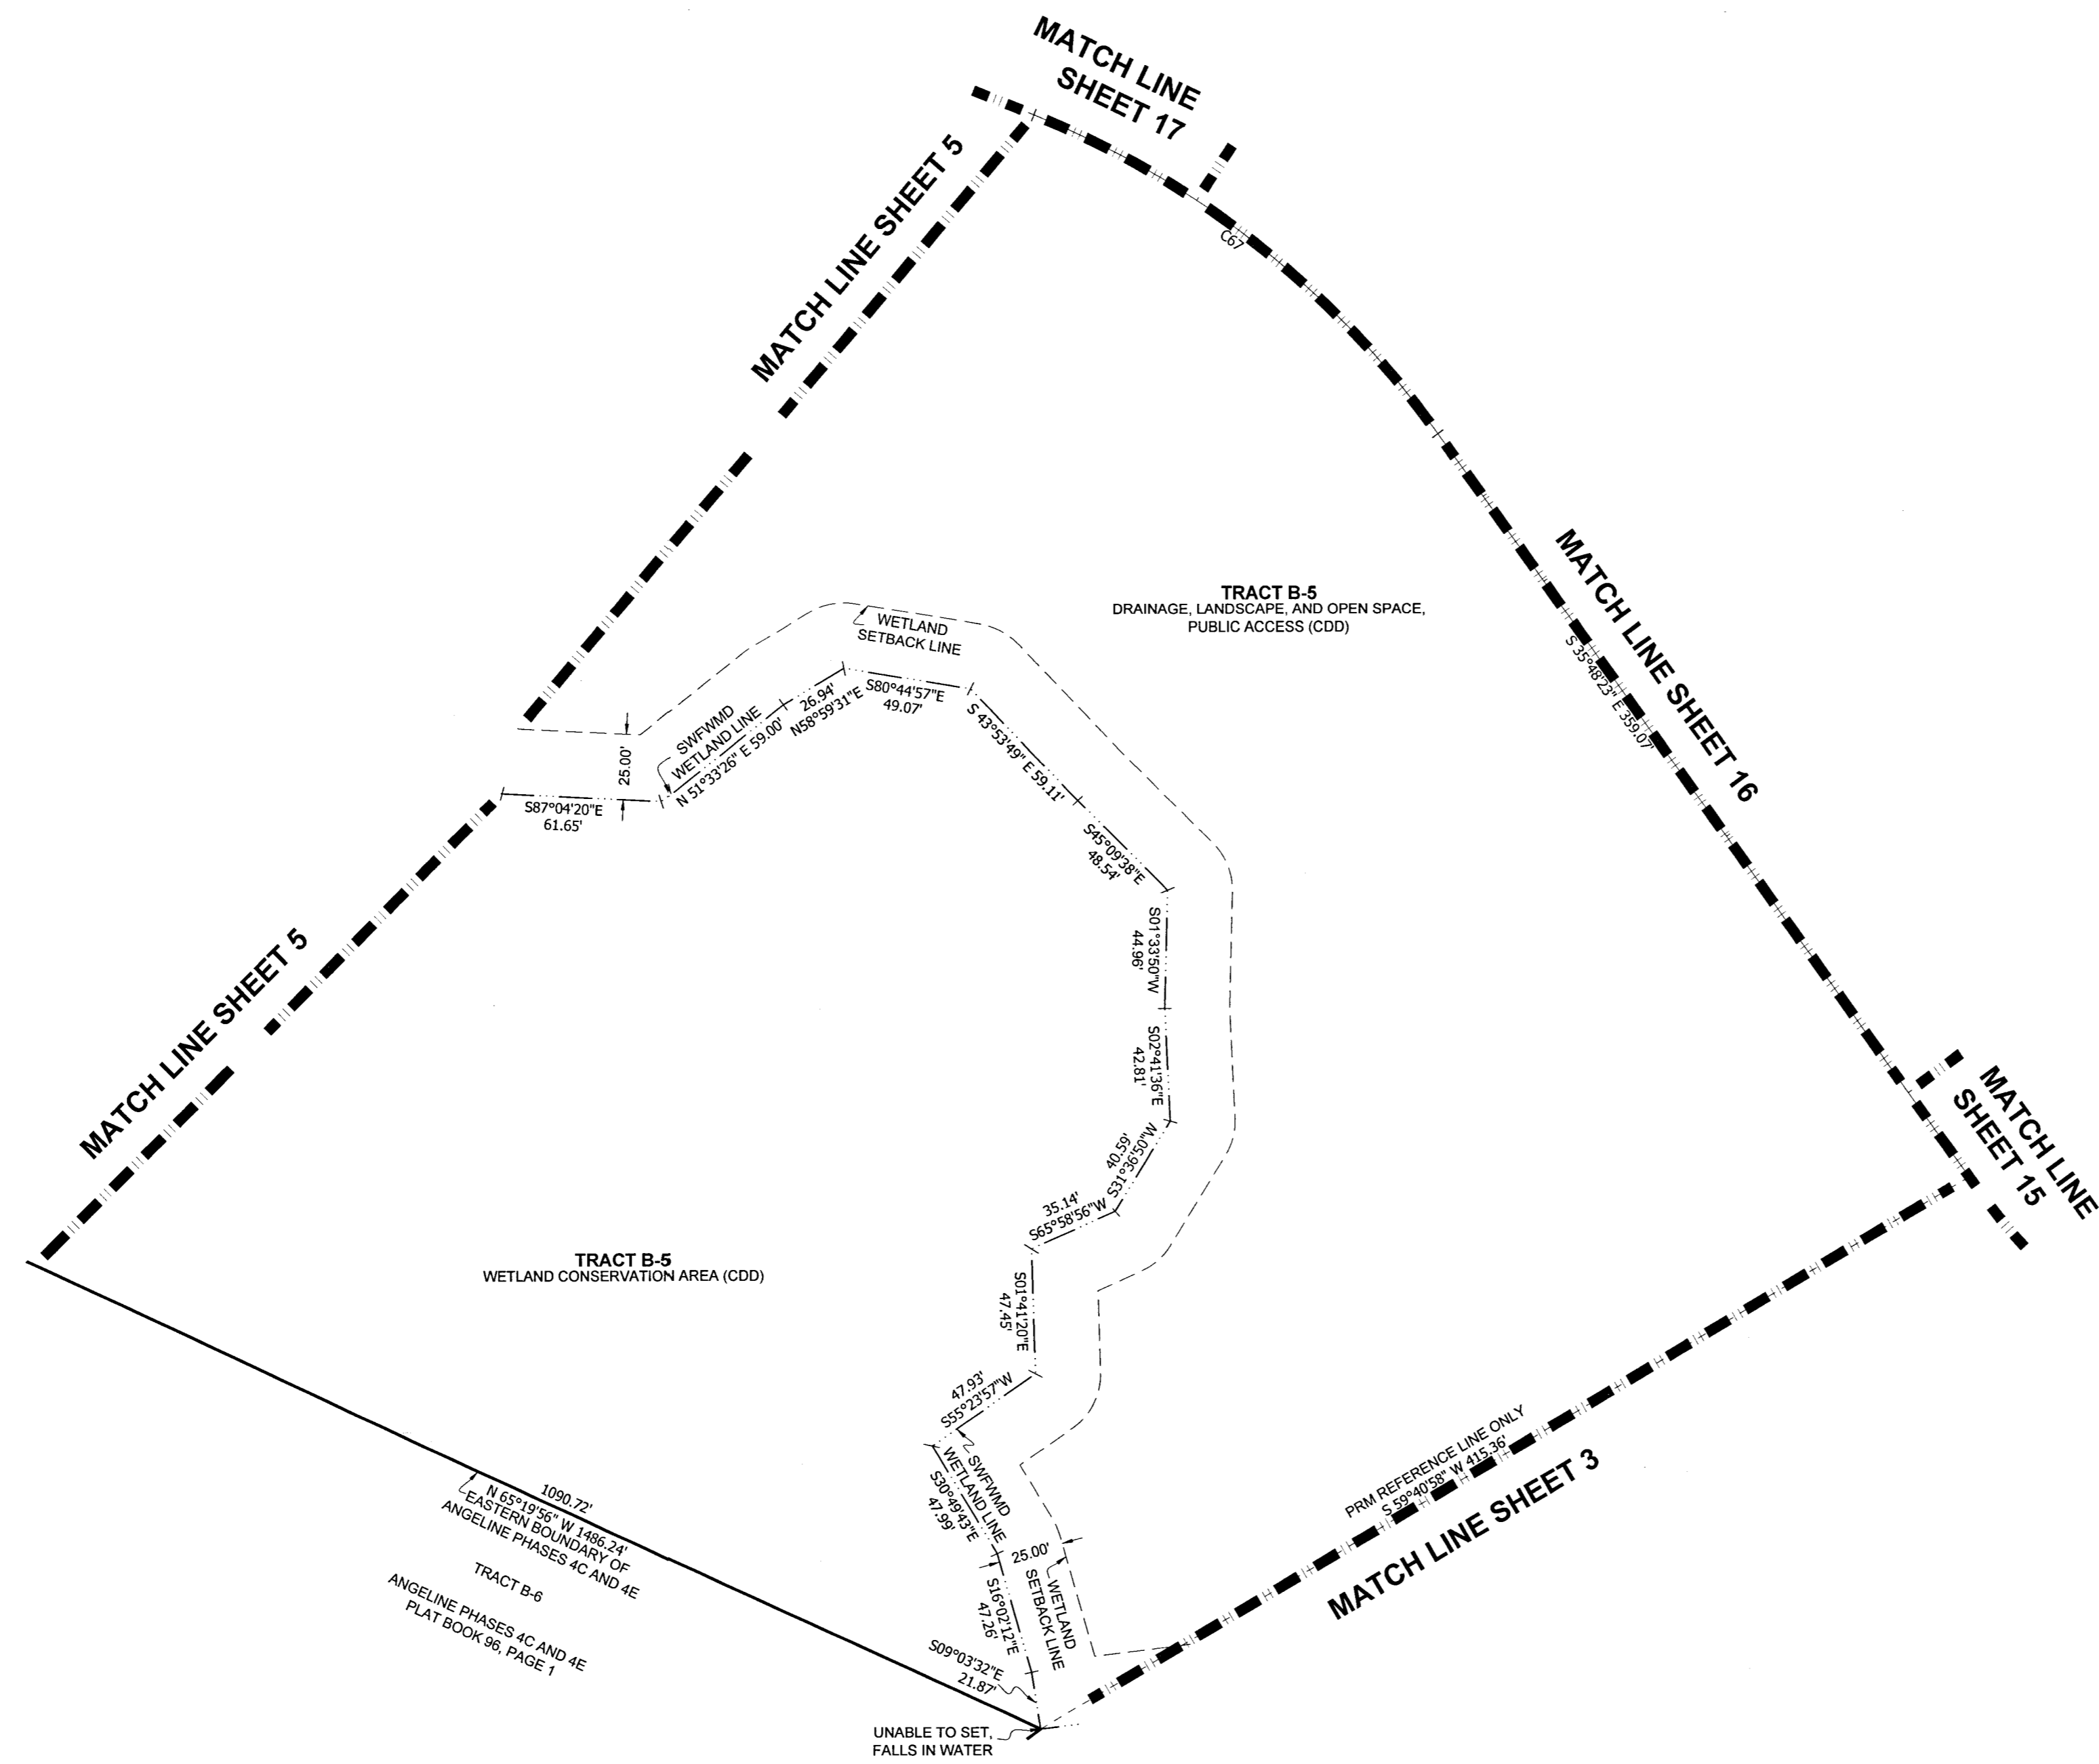 MATCH LINE
SHEET 17
MATCH LINE SHEET 5
C67
TRACT B-5
DRAINAGE, LANDSCAPE, AND OPEN SPACE,
PUBLIC ACCESS (CDD)
MATCH LINE SHEET 16
S 35°48'23" E 359.07'
WETLAND
SETBACK LINE
SWFWMD
WETLAND LINE
N 51°33'26" E 59.00'
26.94'
N58°59'31"E
S80°44'57"E
49.07'
S 43°53'49" E 59.11'
25.00'
S87°04'20"E
61.65'
S45°09'38"E
48.54'
S01°33'50"W
44.96'
S02°41'36"E
42.81'
40.59'
S31°36'50"W
35.14'
S65°58'56"W
MATCH LINE SHEET 5
MATCH LINE
SHEET 15
TRACT B-5
WETLAND CONSERVATION AREA (CDD)
S01°41'20"E
47.45'
47.93'
S55°23'57"W
SWFWMD
WETLAND LINE
S30°49'43"E
47.99'
25.00'
WETLAND
SETBACK LINE
S16°02'12"E
47.26'
S09°03'32"E
21.87'
PRM REFERENCE LINE ONLY
S 59°40'58" W 415.36'
MATCH LINE SHEET 3
1090.72'
N 65°19'56" W 1486.24'
EASTERN BOUNDARY OF
ANGELINE PHASES 4C AND 4E
TRACT B-6
ANGELINE PHASES 4C AND 4E
PLAT BOOK 96, PAGE 1
UNABLE TO SET,
FALLS IN WATER